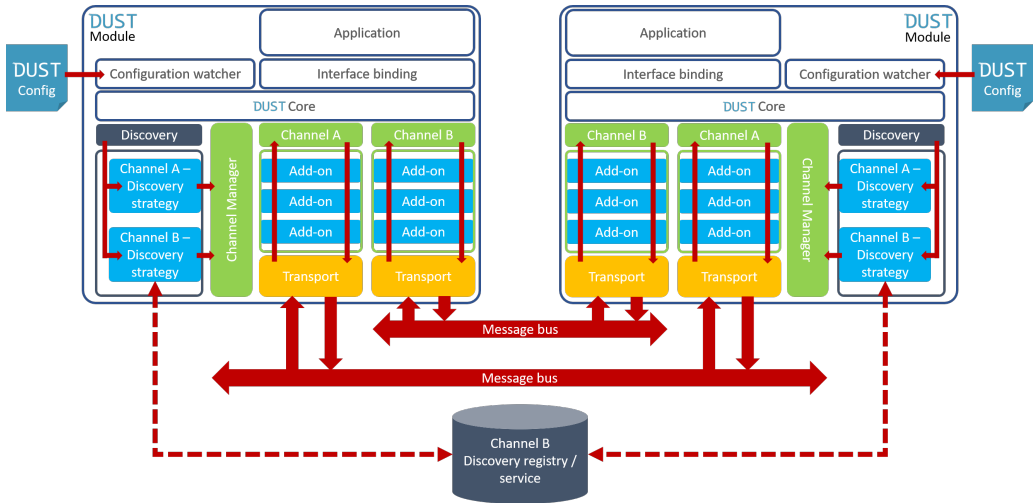 DUST
Module
Application
Configuration watcher
Interface binding
DUST Core
DUST
Config
Discovery
Channel A –
Discovery
strategy
Channel B –
Discovery
strategy
Channel Manager
Channel A
Add-on
Add-on
Add-on
Transport
Channel B
Add-on
Add-on
Add-on
Transport
DUST
Module
Application
Interface binding
Configuration watcher
DUST Core
DUST
Config
Channel B
Add-on
Add-on
Add-on
Transport
Channel A
Add-on
Add-on
Add-on
Transport
Channel Manager
Discovery
Channel A –
Discovery
strategy
Channel B –
Discovery
strategy
Message bus
Message bus
Channel B
Discovery registry /
service